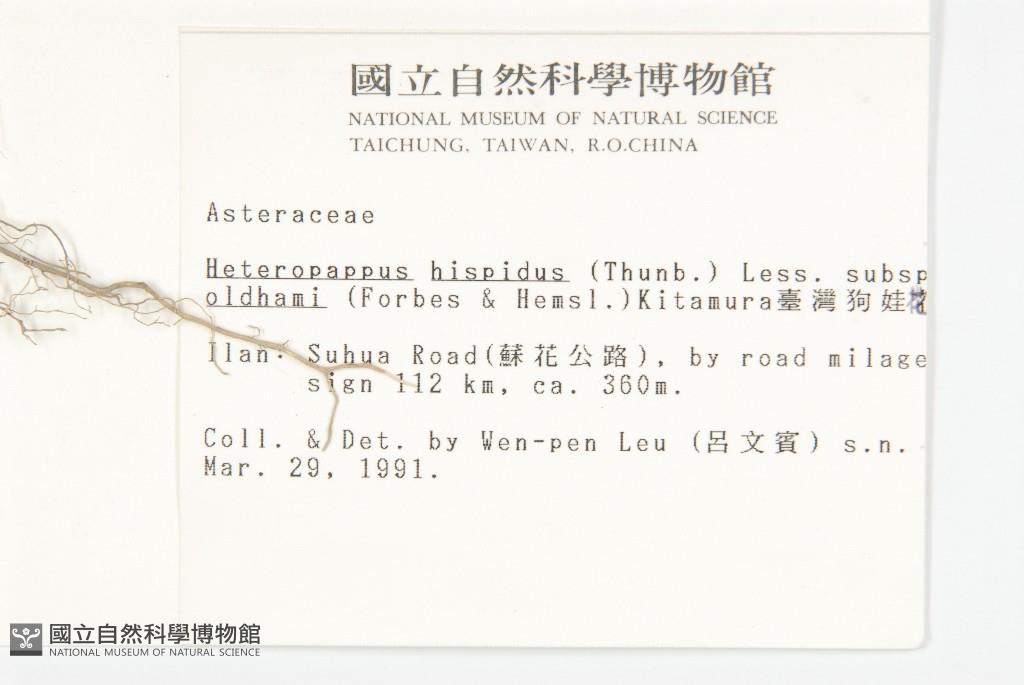 國立自然科學博物館
NATIONAL MUSEUM OF NATURAL SCIENCE
TAICHUNG, TAIWAN, R.O.CHINA
Asteraceae
Heteropappus hispidus (Thunb.) Less. subsp
oldhami (Forbes & Hemsl.)Kitamura臺灣狗娃花
Ilan: Suhua Road(蘇花公路), by road milage
sign 112 km, ca. 360m.
Coll. & Det. by Wen-pen Leu (呂文賓) s.n.
Mar. 29, 1991.
國立自然科學博物館
NATIONAL MUSEUM OF NATURAL SCIENCE